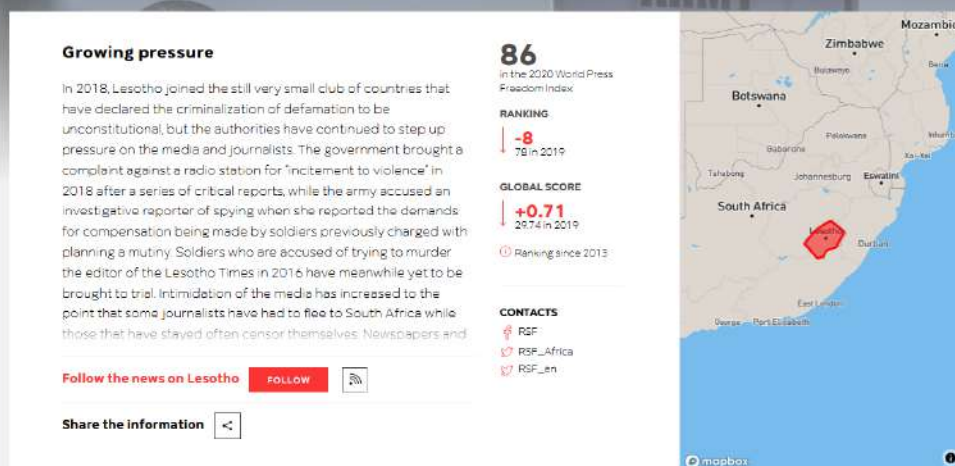 Growing pressure
In 2018, Lesotho joined the still very small club of countries that
have declared the criminalization of defamation to be
unconstitutional, but the authorities have continued to step up
pressure on the media and journalists. The government brought a
complaint against a radio station for "incitement to violence" in
2018 after a series of critical reports, while the army accused an
investigative reporter of spying when she reported the demands
for compensation being made by soldiers previously charged with
planning a mutiny. Soldiers who are accused of trying to murder
the editor of the Lesotho Times in 2016 have meanwhile yet to be
brought to trial. Intimidation of the media has increased to the
point that some journalists have had to flee to South Africa while
those that have stayed often censor themselves. Newspapers and
Follow the news on Lesotho
FOLLOW
Share the information
86
in the 2020 World Press
Freedom Index
RANKING
-8
78 in 2019
GLOBAL SCORE
+0.71
29.74 in 2019
Ranking since 2013
CONTACTS
RSF
RSF_Africa
RSF_en
Mozambic
Zimbabwe
Beira
Bulawayo
Botswana
Polokwane
Gaborone
Xai-Xai
Johannesburg
Eswatini
South Africa
Lesotho
Durban
East London
George
Port Elizabeth
mapbox